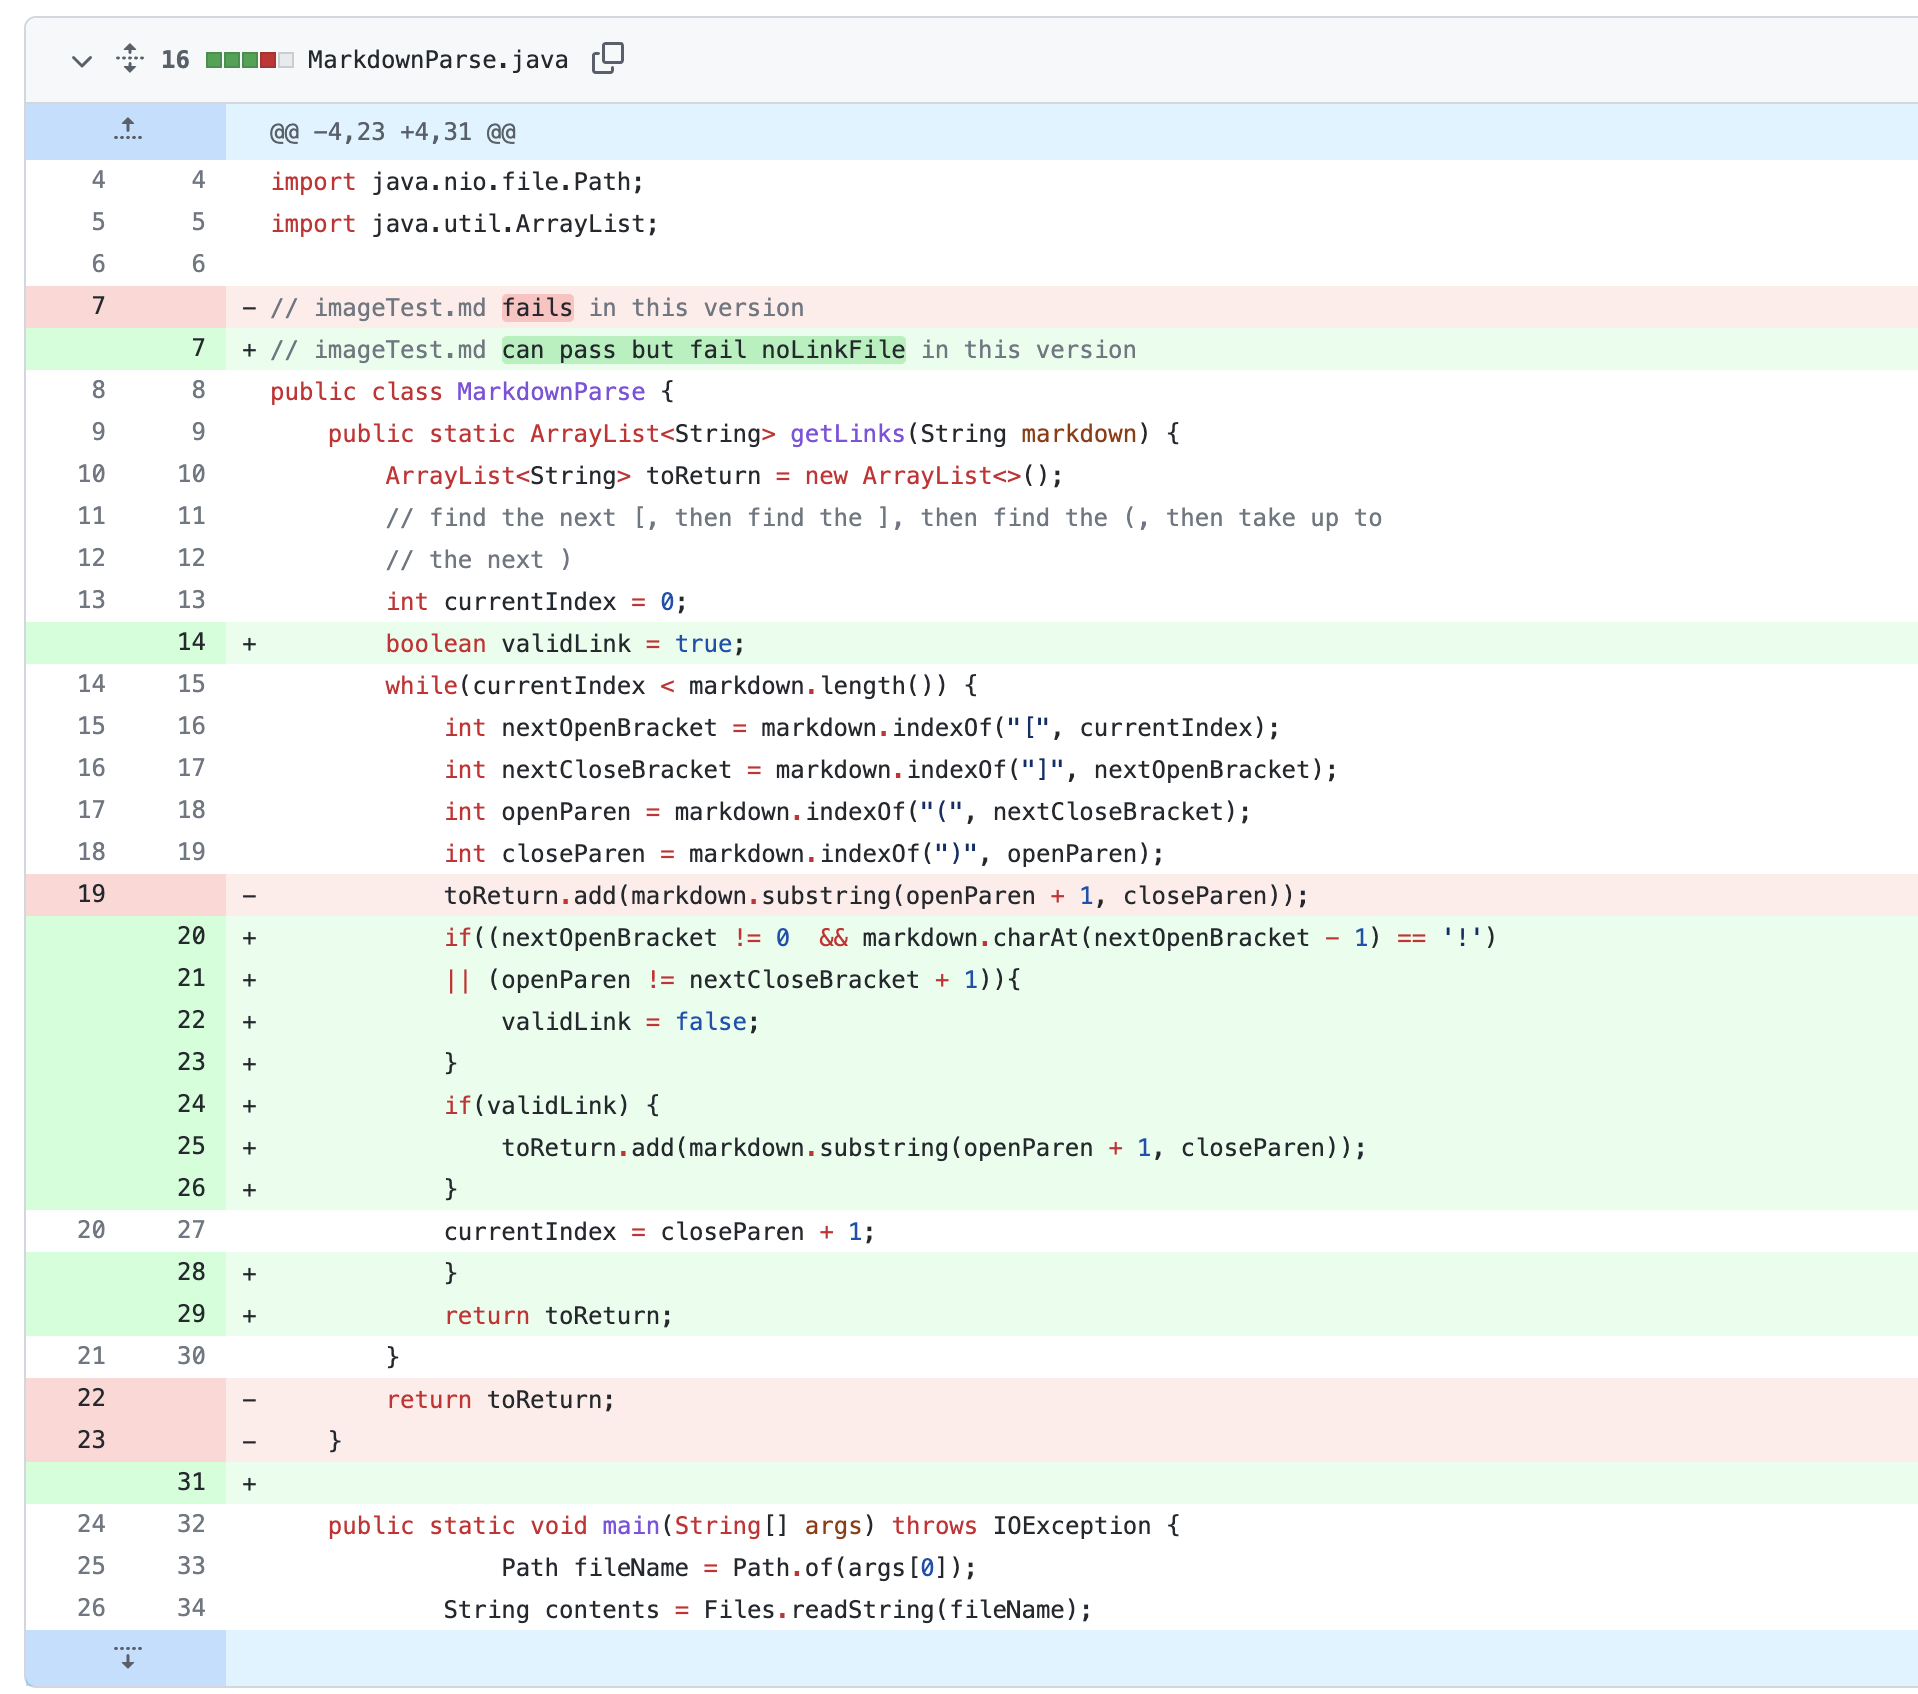 16 MarkdownParse.java
@@ -4,23 +4,31 @@
4 4 import java.nio.file.Path;
5 5 import java.util.ArrayList;
6 6
7 - // imageTest.md fails in this version
7 + // imageTest.md can pass but fail noLinkFile in this version
8 8 public class MarkdownParse {
9 9     public static ArrayList<String> getLinks(String markdown) {
10 10         ArrayList<String> toReturn = new ArrayList<>();
11 11         // find the next [, then find the ], then find the (, then take up to
12 12         // the next )
13 13         int currentIndex = 0;
14 +         boolean validLink = true;
14 15         while(currentIndex < markdown.length()) {
15 16             int nextOpenBracket = markdown.indexOf("[", currentIndex);
16 17             int nextCloseBracket = markdown.indexOf("]", nextOpenBracket);
17 18             int openParen = markdown.indexOf("(", nextCloseBracket);
18 19             int closeParen = markdown.indexOf(")", openParen);
19 -             toReturn.add(markdown.substring(openParen + 1, closeParen));
20 +             if((nextOpenBracket != 0  && markdown.charAt(nextOpenBracket - 1) == '!')
21 +             || (openParen != nextCloseBracket + 1)){
22 +                 validLink = false;
23 +             }
24 +             if(validLink) {
25 +                 toReturn.add(markdown.substring(openParen + 1, closeParen));
26 +             }
20 27             currentIndex = closeParen + 1;
28 +             }
29 +             return toReturn;
21 30         }
22 -         return toReturn;
23 -     }
31 +
24 32     public static void main(String[] args) throws IOException {
25 33                 Path fileName = Path.of(args[0]);
26 34             String contents = Files.readString(fileName);